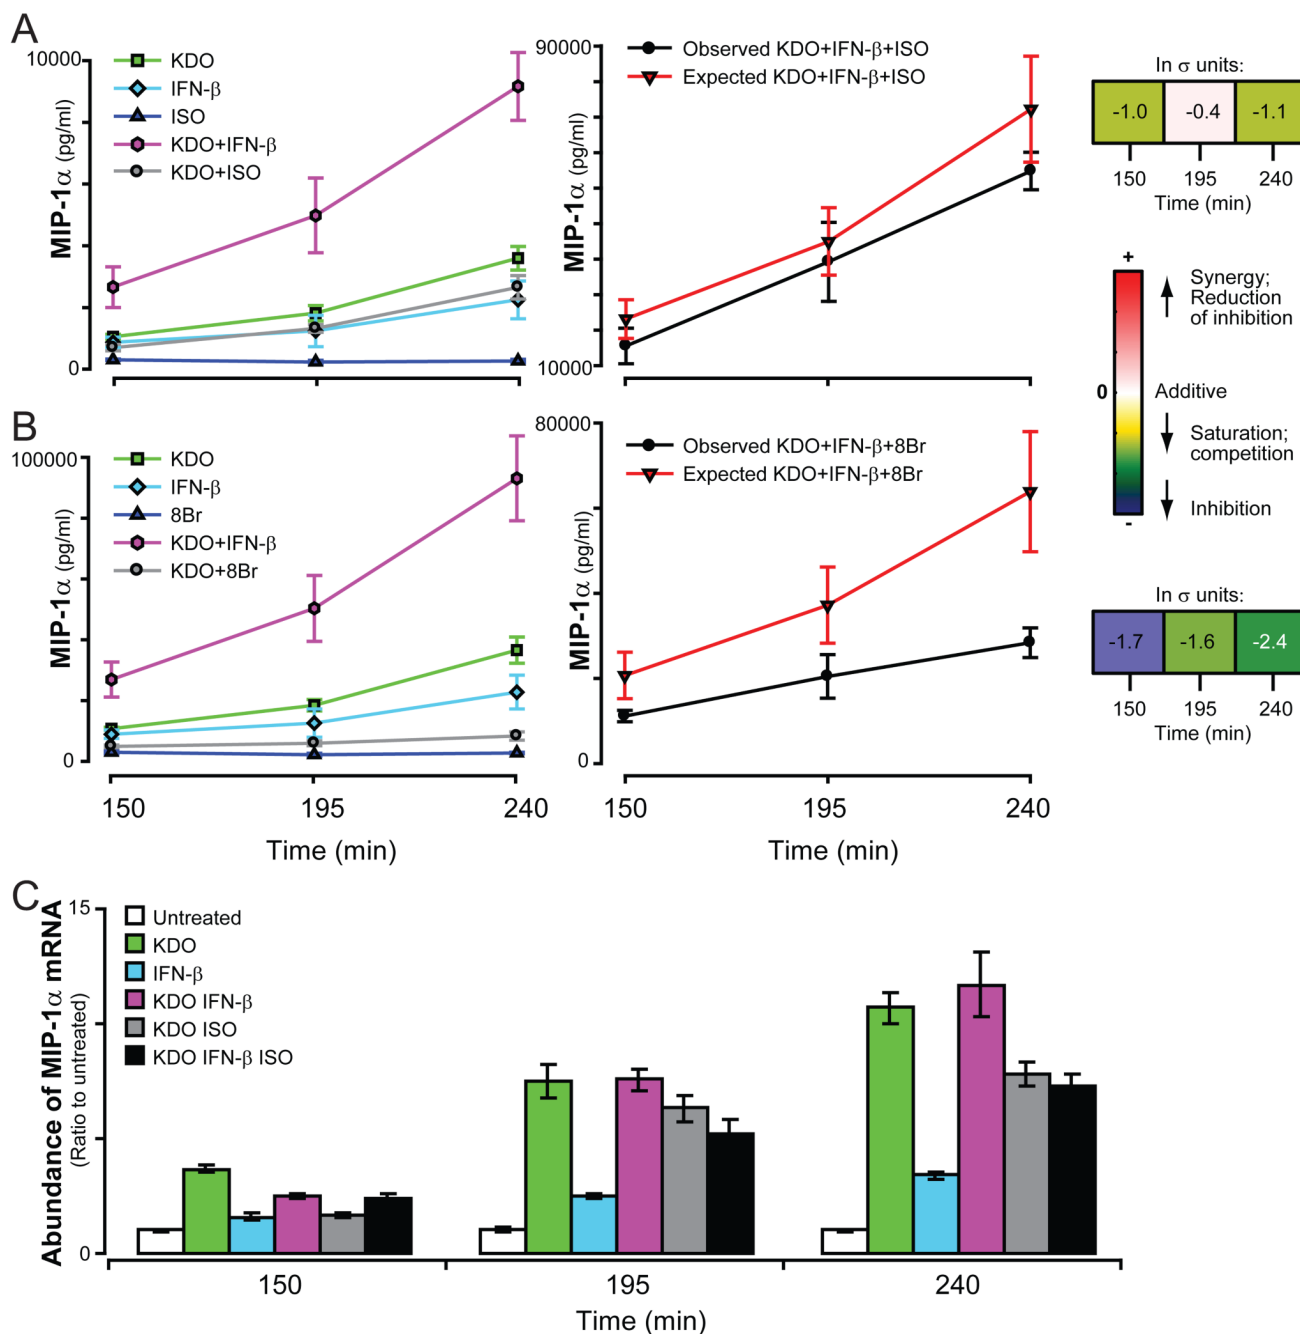 A
10000
0
MIP-1α (pg/ml)
KDO
IFN-β
ISO
KDO+IFN-β
KDO+ISO
90000
10000
MIP-1α (pg/ml)
Observed KDO+IFN-β+ISO
Expected KDO+IFN-β+ISO
In σ units:
-1.0 -0.4 -1.1
150 195 240
Time (min)
+
0
-
Synergy;
Reduction
of inhibition
Additive
Saturation;
competition
Inhibition
B
100000
0
MIP-1α (pg/ml)
KDO
IFN-β
8Br
KDO+IFN-β
KDO+8Br
150 195 240
Time (min)
80000
0
MIP-1α (pg/ml)
Observed KDO+IFN-β+8Br
Expected KDO+IFN-β+8Br
150 195 240
Time (min)
In σ units:
-1.7 -1.6 -2.4
150 195 240
Time (min)
C
Abundance of MIP-1α mRNA
(Ratio to untreated)
15
0
Untreated
KDO
IFN-β
KDO IFN-β
KDO ISO
KDO IFN-β ISO
150 195 240
Time (min)